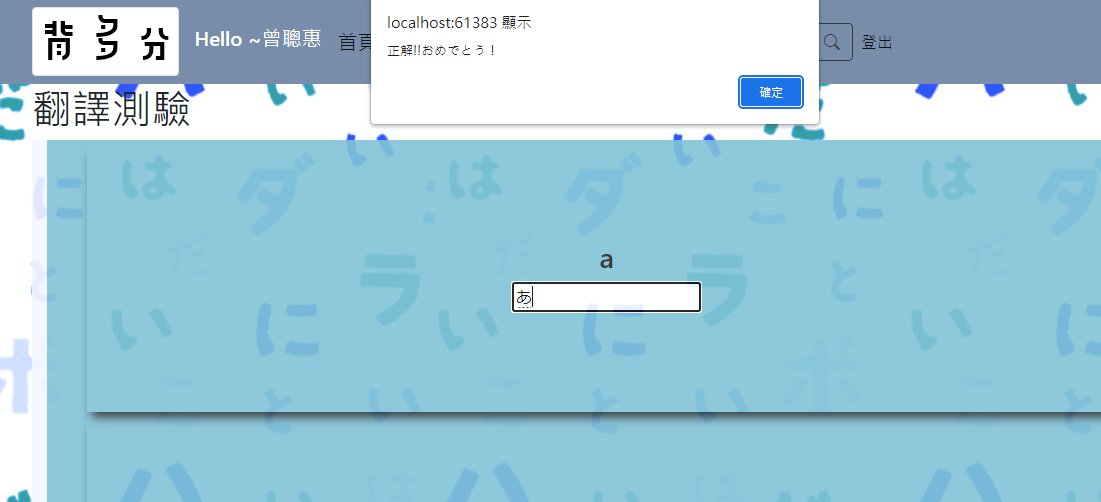 背多分
Hello ~曾聰惠
首頁
localhost:61383 顯示
正解!!おめでとう！
確定
登出
翻譯測驗
a
あ